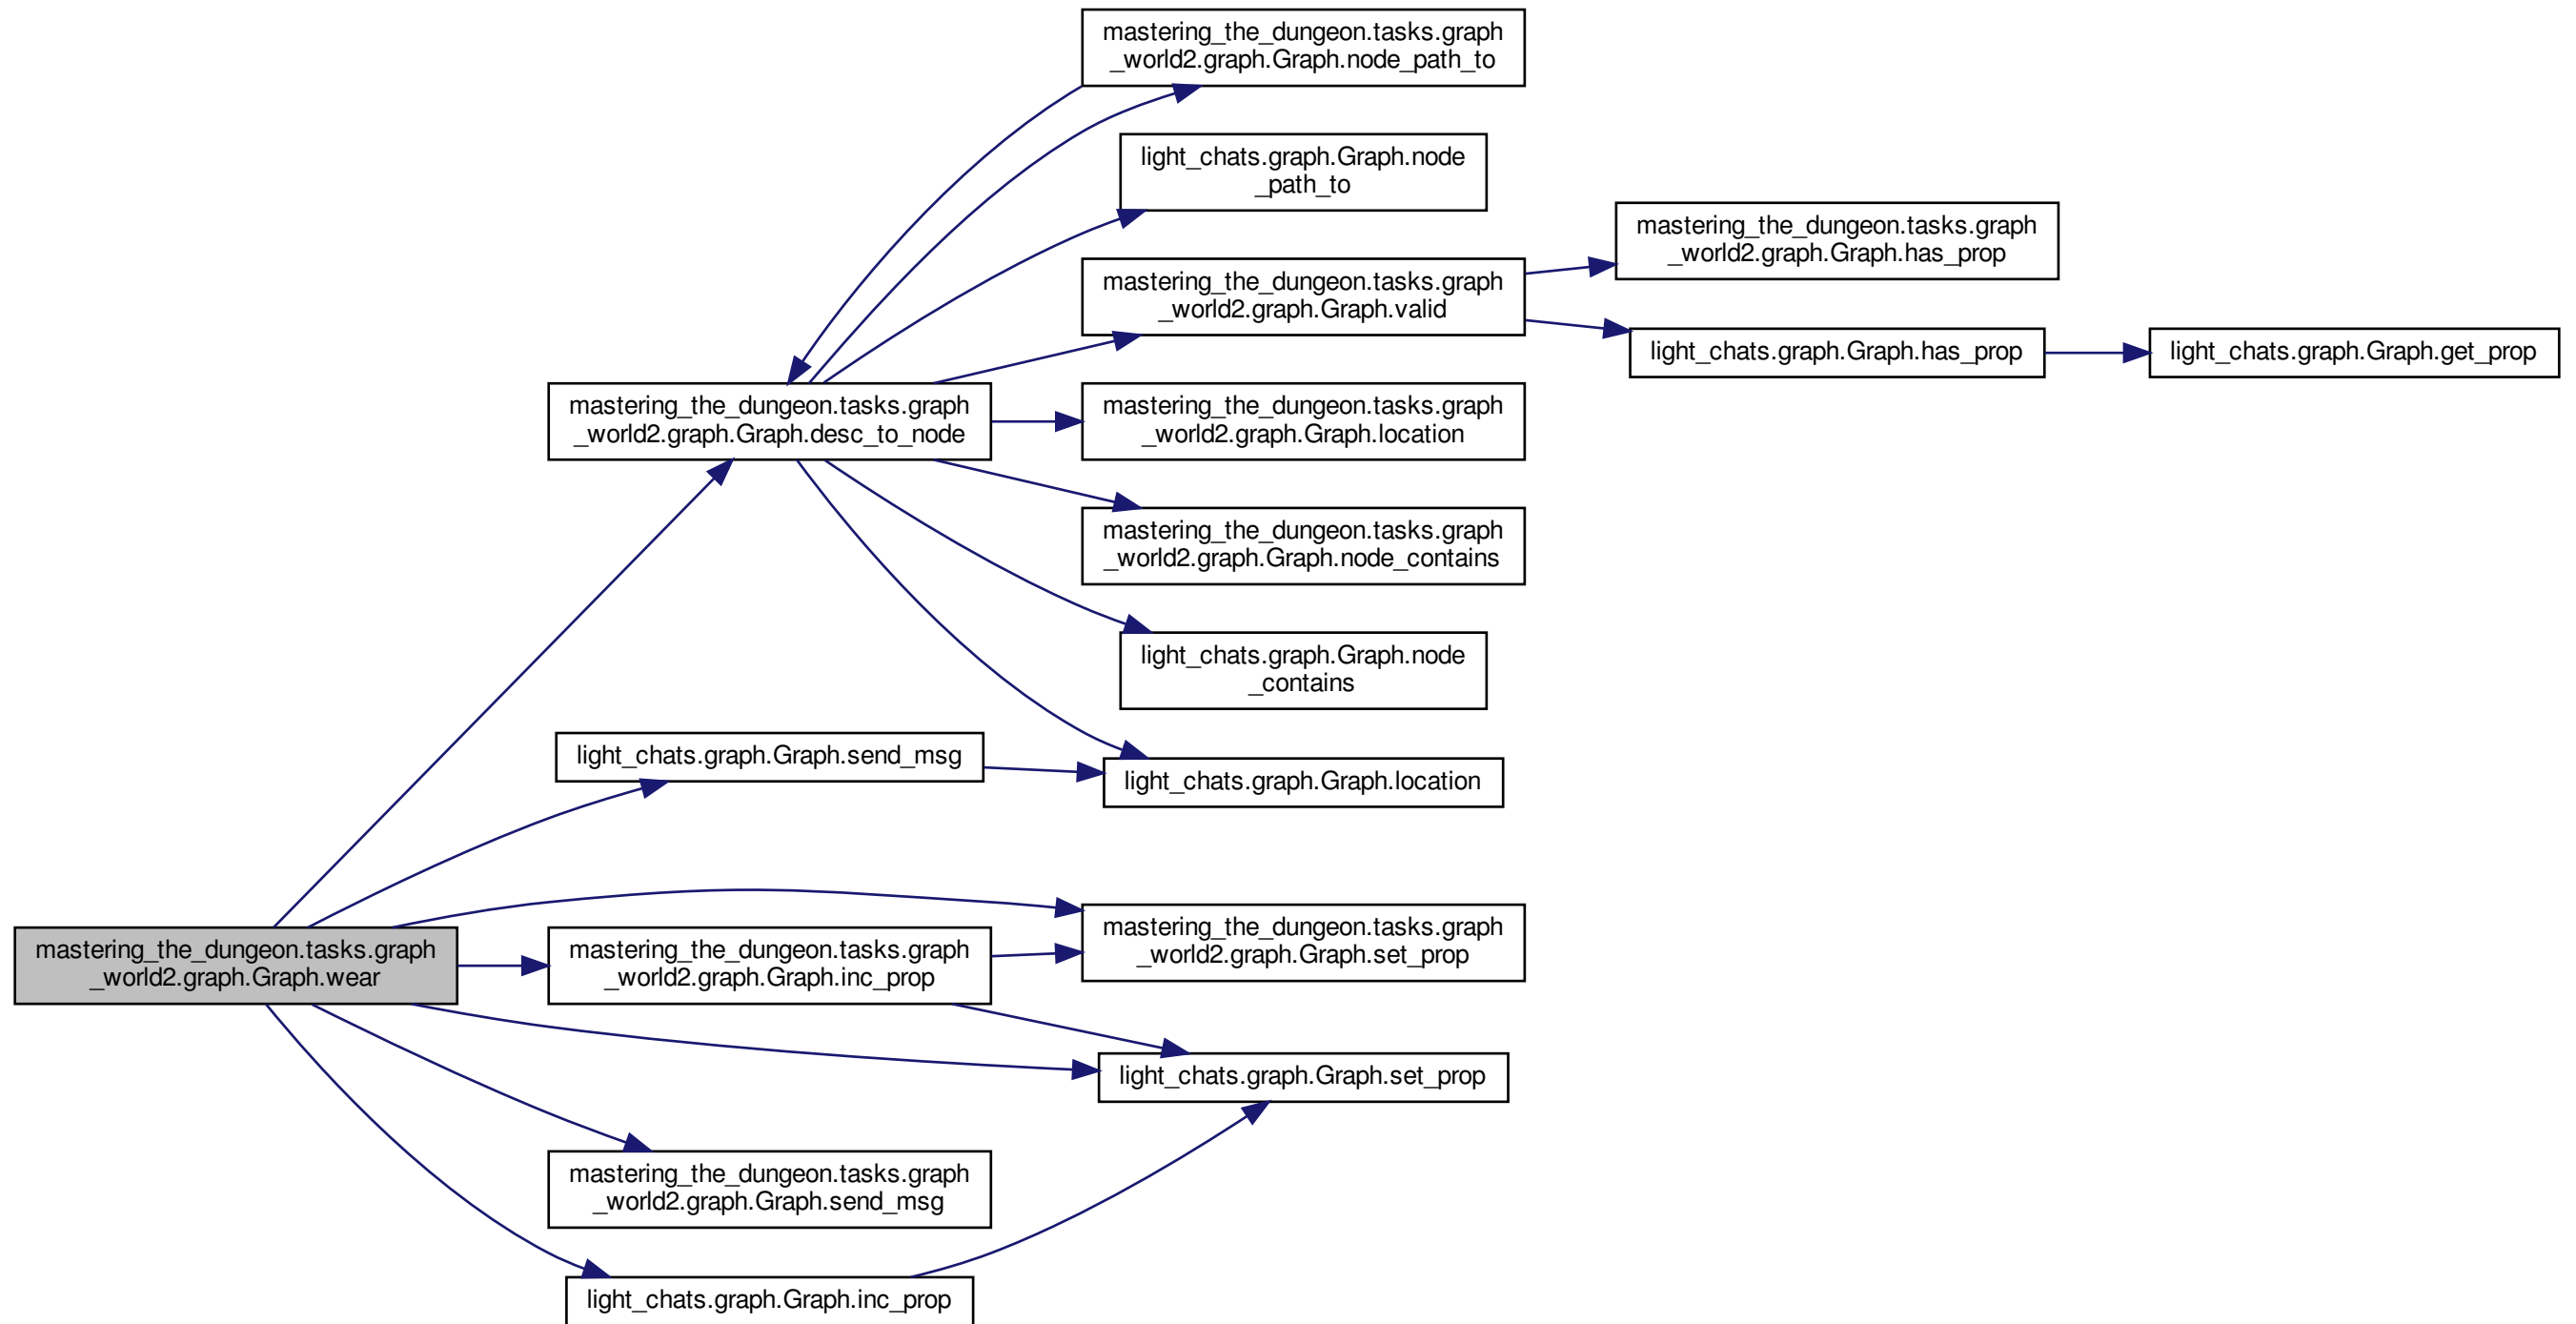 mastering_the_dungeon.tasks.graph
_world2.graph.Graph.node_path_to
light_chats.graph.Graph.node
_path_to
mastering_the_dungeon.tasks.graph
_world2.graph.Graph.has_prop
mastering_the_dungeon.tasks.graph
_world2.graph.Graph.valid
light_chats.graph.Graph.has_prop
light_chats.graph.Graph.get_prop
mastering_the_dungeon.tasks.graph
_world2.graph.Graph.desc_to_node
mastering_the_dungeon.tasks.graph
_world2.graph.Graph.location
mastering_the_dungeon.tasks.graph
_world2.graph.Graph.node_contains
light_chats.graph.Graph.node
_contains
light_chats.graph.Graph.send_msg
light_chats.graph.Graph.location
mastering_the_dungeon.tasks.graph
_world2.graph.Graph.wear
mastering_the_dungeon.tasks.graph
_world2.graph.Graph.inc_prop
mastering_the_dungeon.tasks.graph
_world2.graph.Graph.set_prop
light_chats.graph.Graph.set_prop
mastering_the_dungeon.tasks.graph
_world2.graph.Graph.send_msg
light_chats.graph.Graph.inc_prop